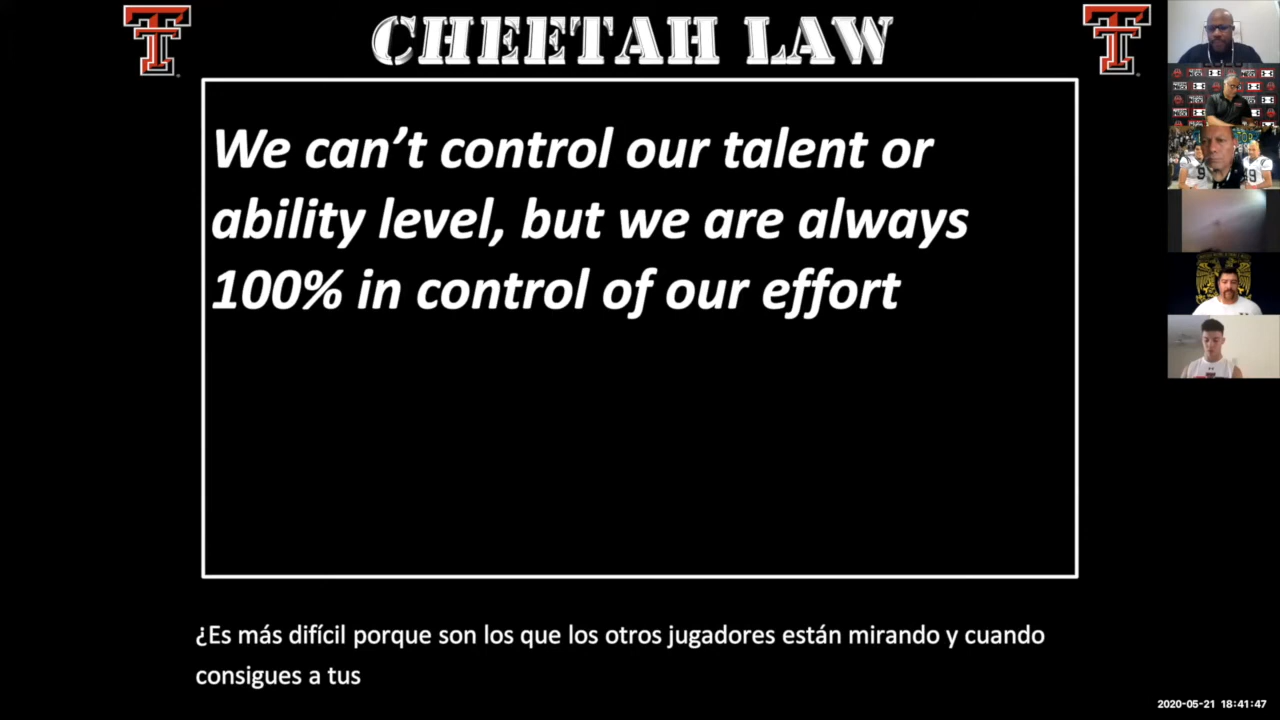 CHEETAH LAW
We can’t control our talent or
ability level, but we are always
100% in control of our effort
¿Es más difícil porque son los que los otros jugadores están mirando y cuando
consigues a tus
2020-05-21 18:41:47